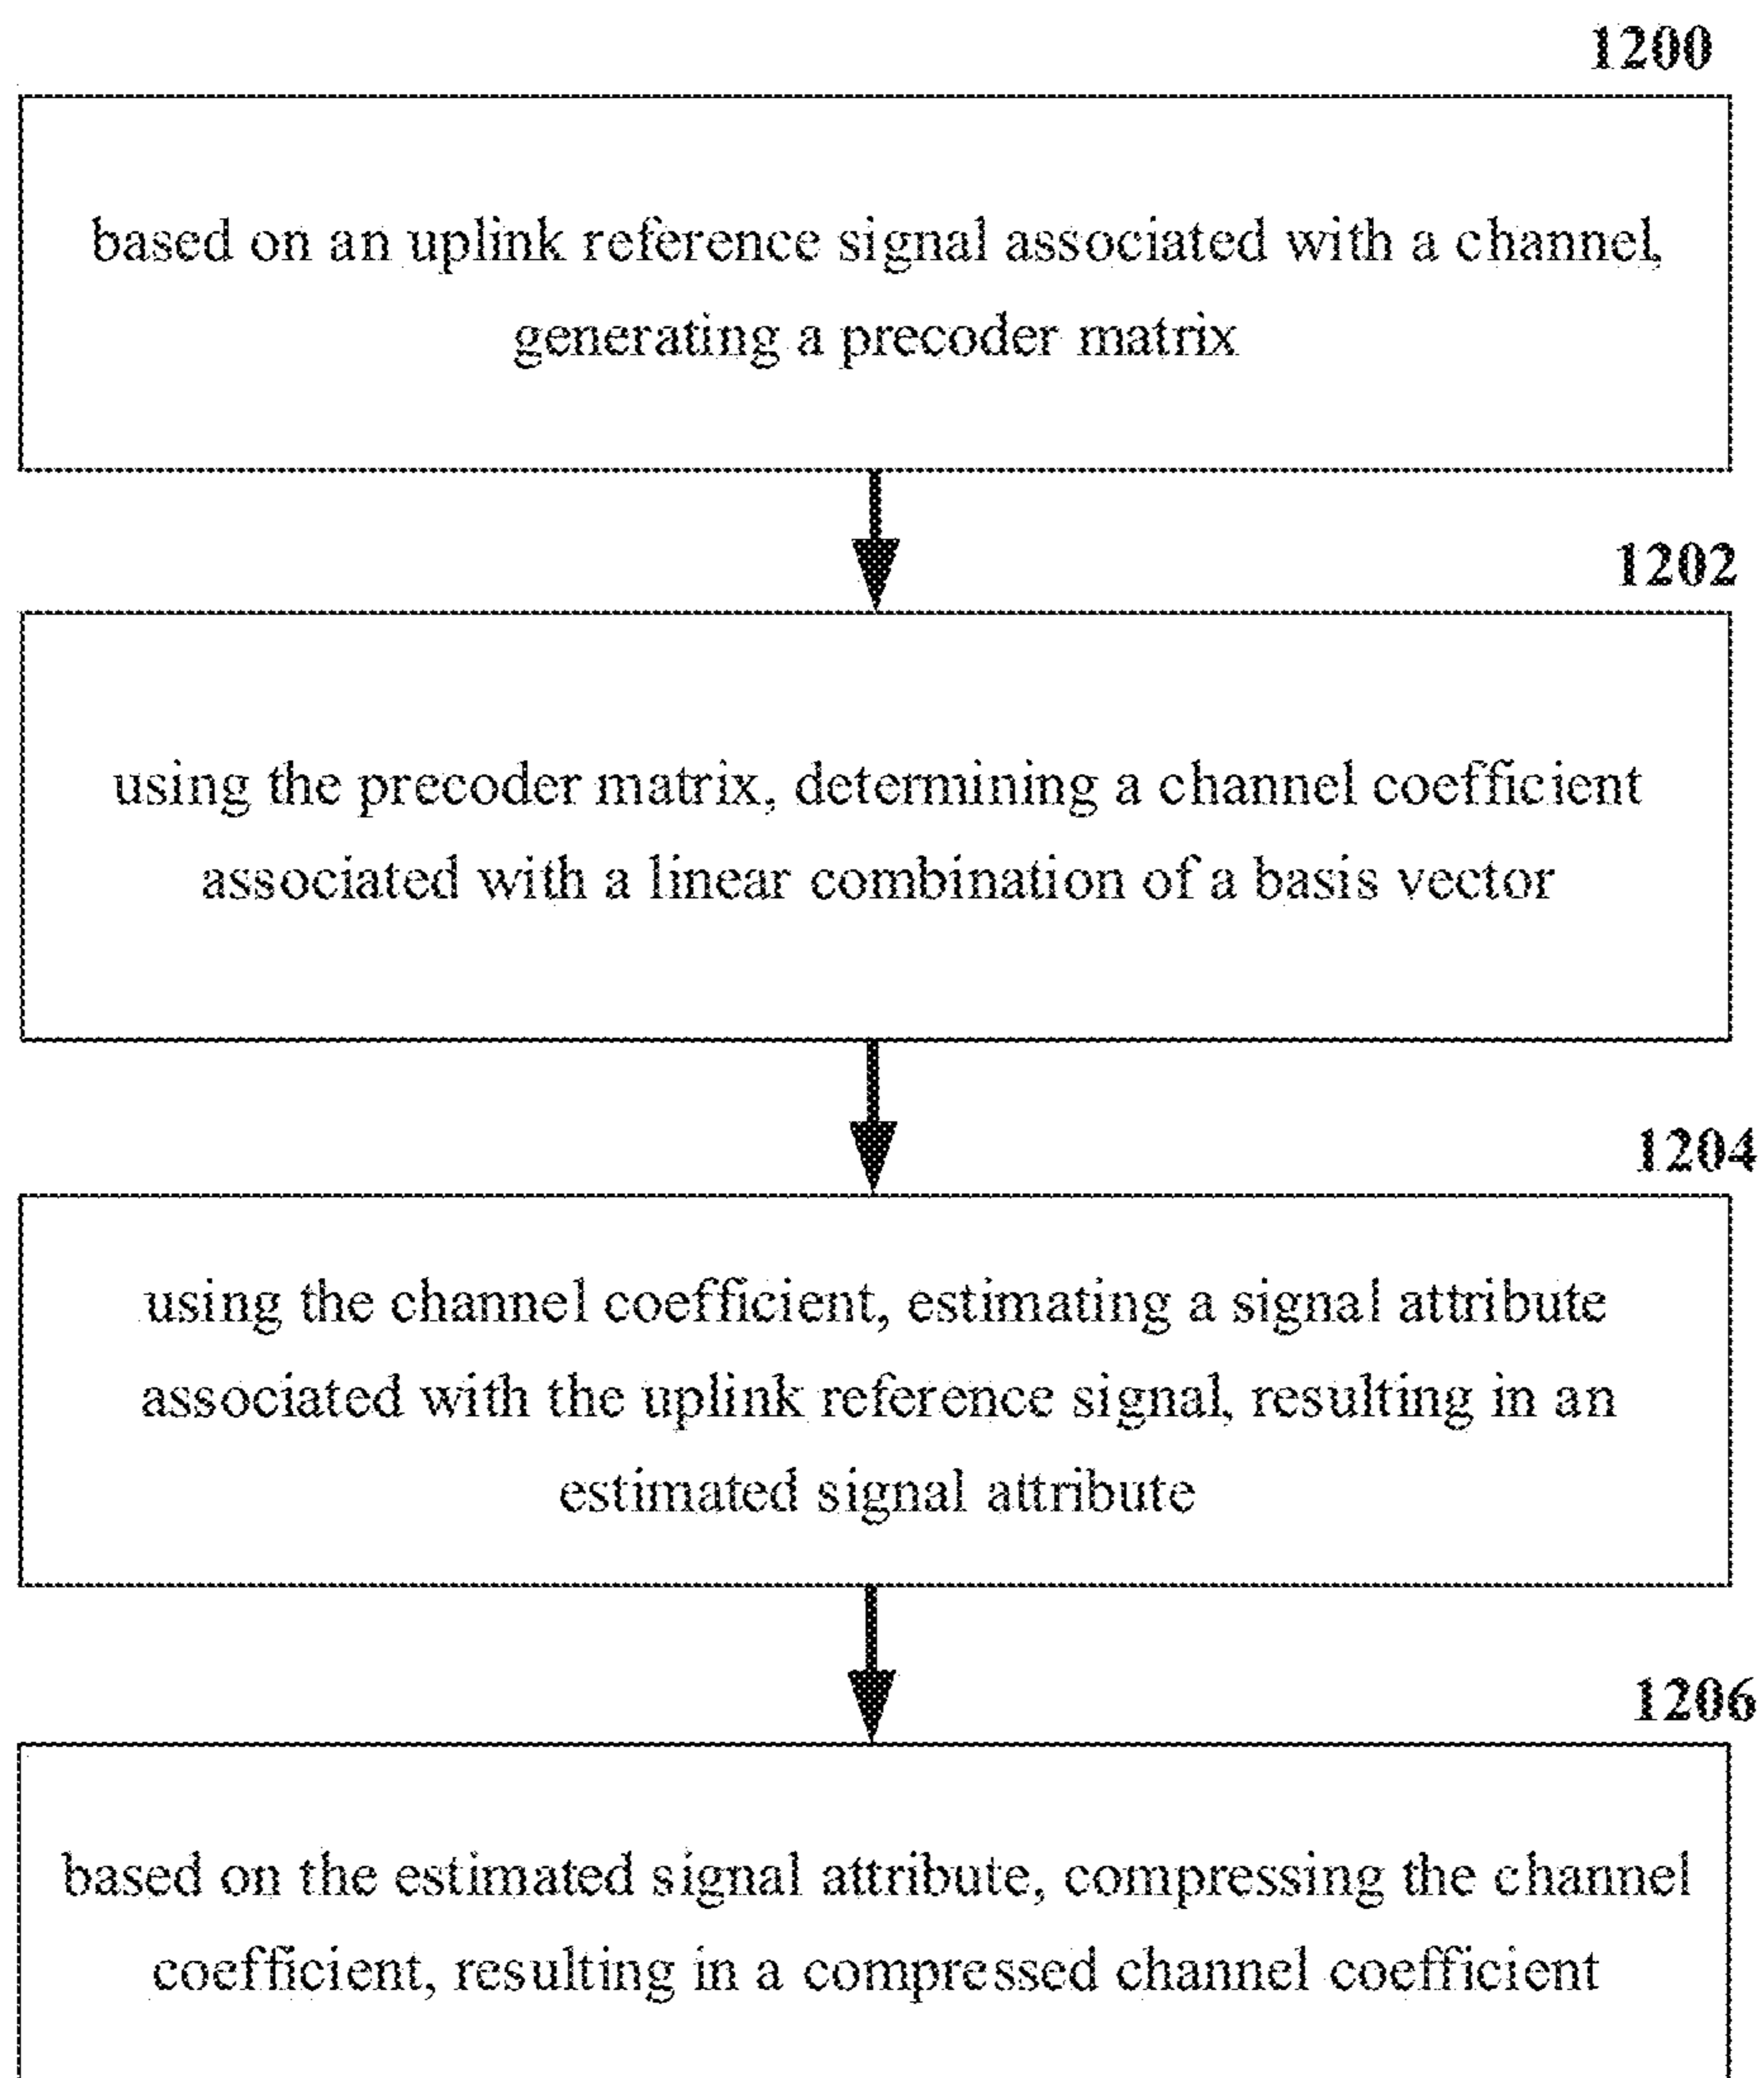 1200
based on an uplink reference signal associated with a channel,
generating a precoder matrix
1202
using the precoder matrix, determining a channel coefficient
associated with a linear combination of a basis vector
1204
using the channel coefficient, estimating a signal attribute
associated with the uplink reference signal, resulting in an
estimated signal attribute
1206
based on the estimated signal attribute, compressing the channel
coefficient, resulting in a compressed channel coefficient